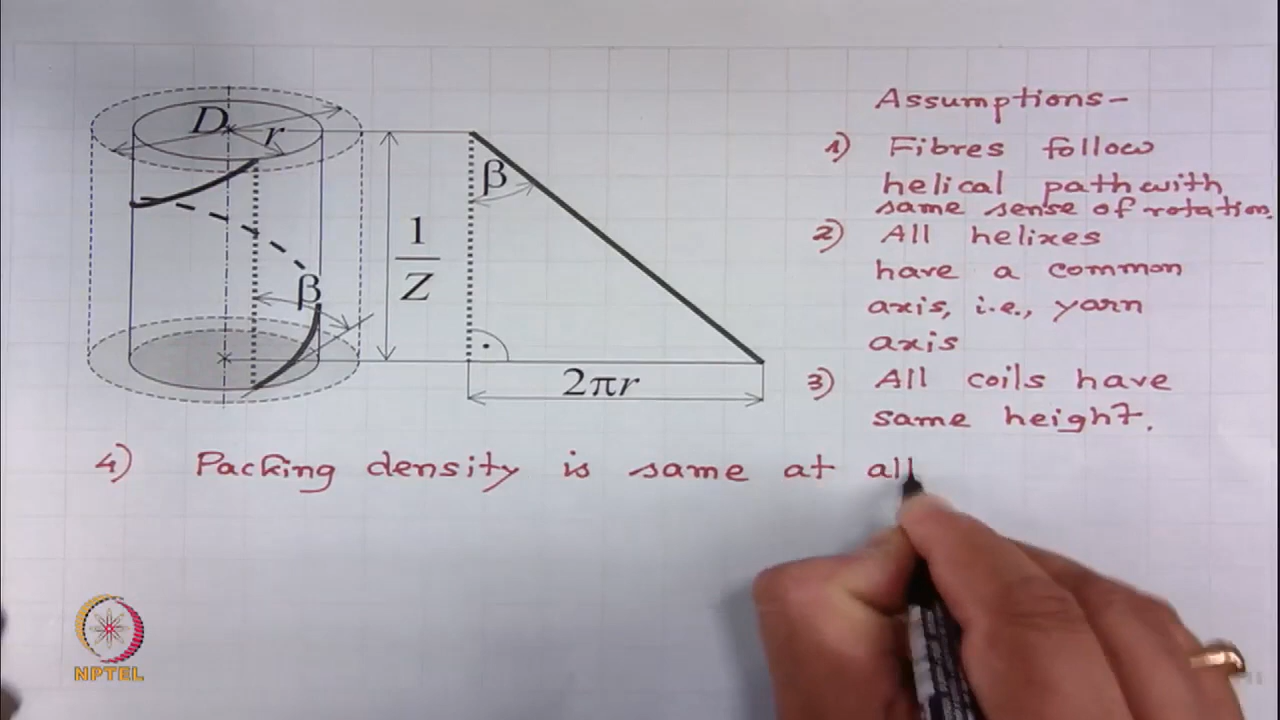 Assumptions-
1) Fibres follow
helical path with
same sense of rotation.
2) All helixes
have a common
axis, i.e., yarn
axis
3) All coils have
same height.
4) Packing density is same at all
D
r
β
1
Z
β
2πr
NPTEL